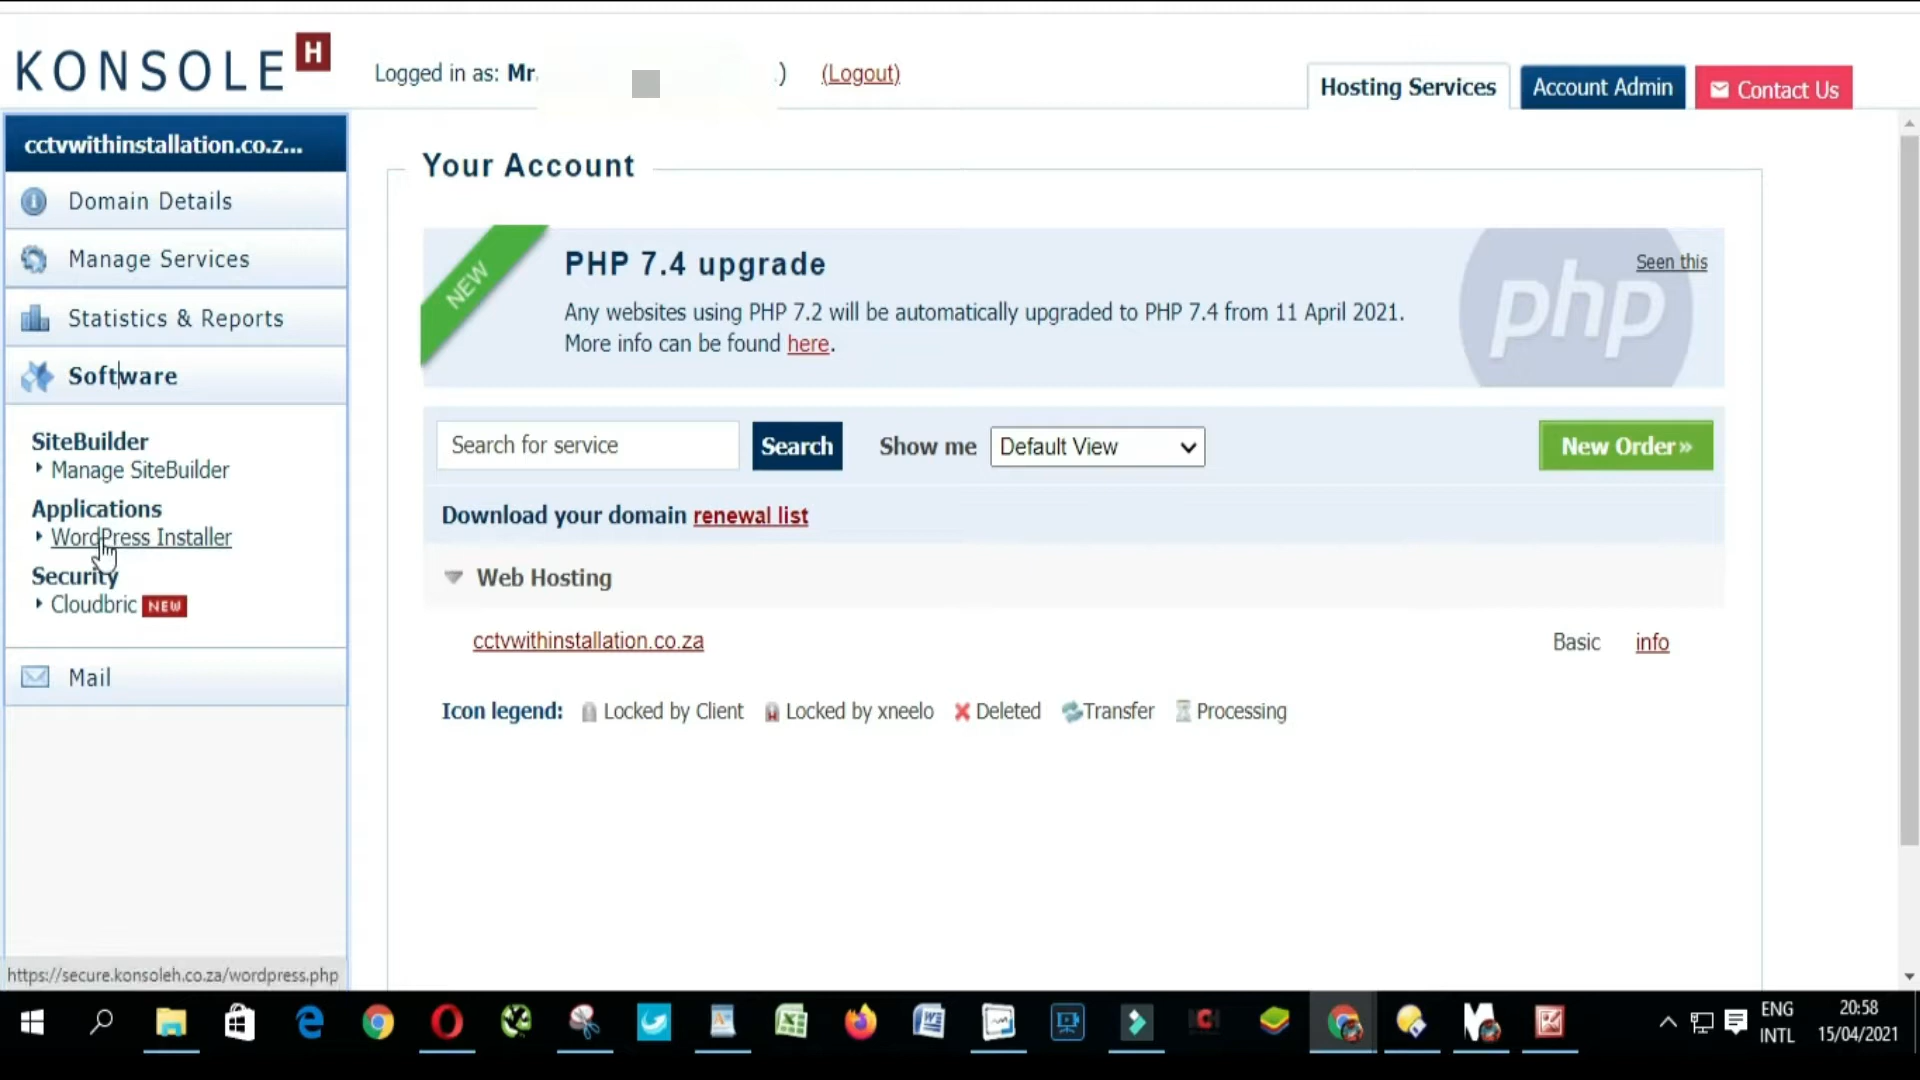 KONSOLE H
Logged in as: Mr. ) (Logout)
Hosting Services
Account Admin
Contact Us
cctvwithinstallation.co.z...
Domain Details
Manage Services
Statistics & Reports
Software
SiteBuilder
Manage SiteBuilder
Applications
WordPress Installer
Security
Cloudbric NEW
Mail
Your Account
NEW
PHP 7.4 upgrade
Seen this
Any websites using PHP 7.2 will be automatically upgraded to PHP 7.4 from 11 April 2021.
More info can be found here.
php
Search for service
Search
Show me
Default View
New Order»
Download your domain renewal list
Web Hosting
cctvwithinstallation.co.za
Basic
info
Icon legend: Locked by Client Locked by xneelo Deleted Transfer Processing
https://secure.konsoleh.co.za/wordpress.php
ENG
INTL
20:58
15/04/2021